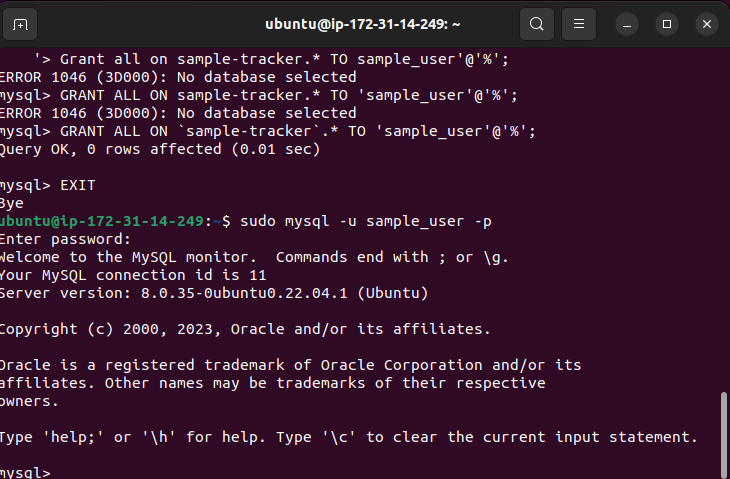 ubuntu@ip-172-31-14-249: ~
'> Grant all on sample-tracker.* TO sample_user'@'%';
ERROR 1046 (3D000): No database selected
mysql> GRANT ALL ON sample-tracker.* TO 'sample_user'@'%';
ERROR 1046 (3D000): No database selected
mysql> GRANT ALL ON `sample-tracker`.* TO 'sample_user'@'%';
Query OK, 0 rows affected (0.01 sec)
mysql> EXIT
Bye
ubuntu@ip-172-31-14-249:~$ sudo mysql -u sample_user -p
Enter password:
Welcome to the MySQL monitor.  Commands end with ; or \g.
Your MySQL connection id is 11
Server version: 8.0.35-0ubuntu0.22.04.1 (Ubuntu)
Copyright (c) 2000, 2023, Oracle and/or its affiliates.
Oracle is a registered trademark of Oracle Corporation and/or its
affiliates. Other names may be trademarks of their respective
owners.
Type 'help;' or '\h' for help. Type '\c' to clear the current input statement.
mysql>